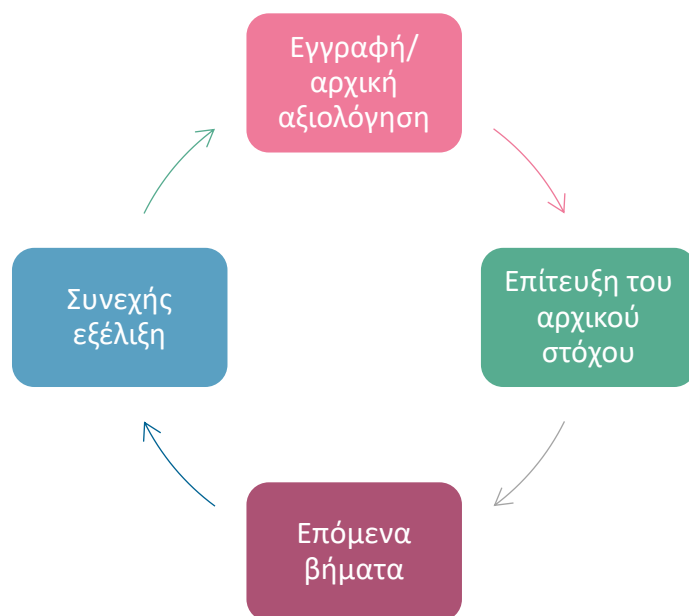 Εγγραφή/
αρχική
αξιολόγηση
Επίτευξη του
αρχικού
στόχου
Επόμενα
βήματα
Συνεχής
εξέλιξη